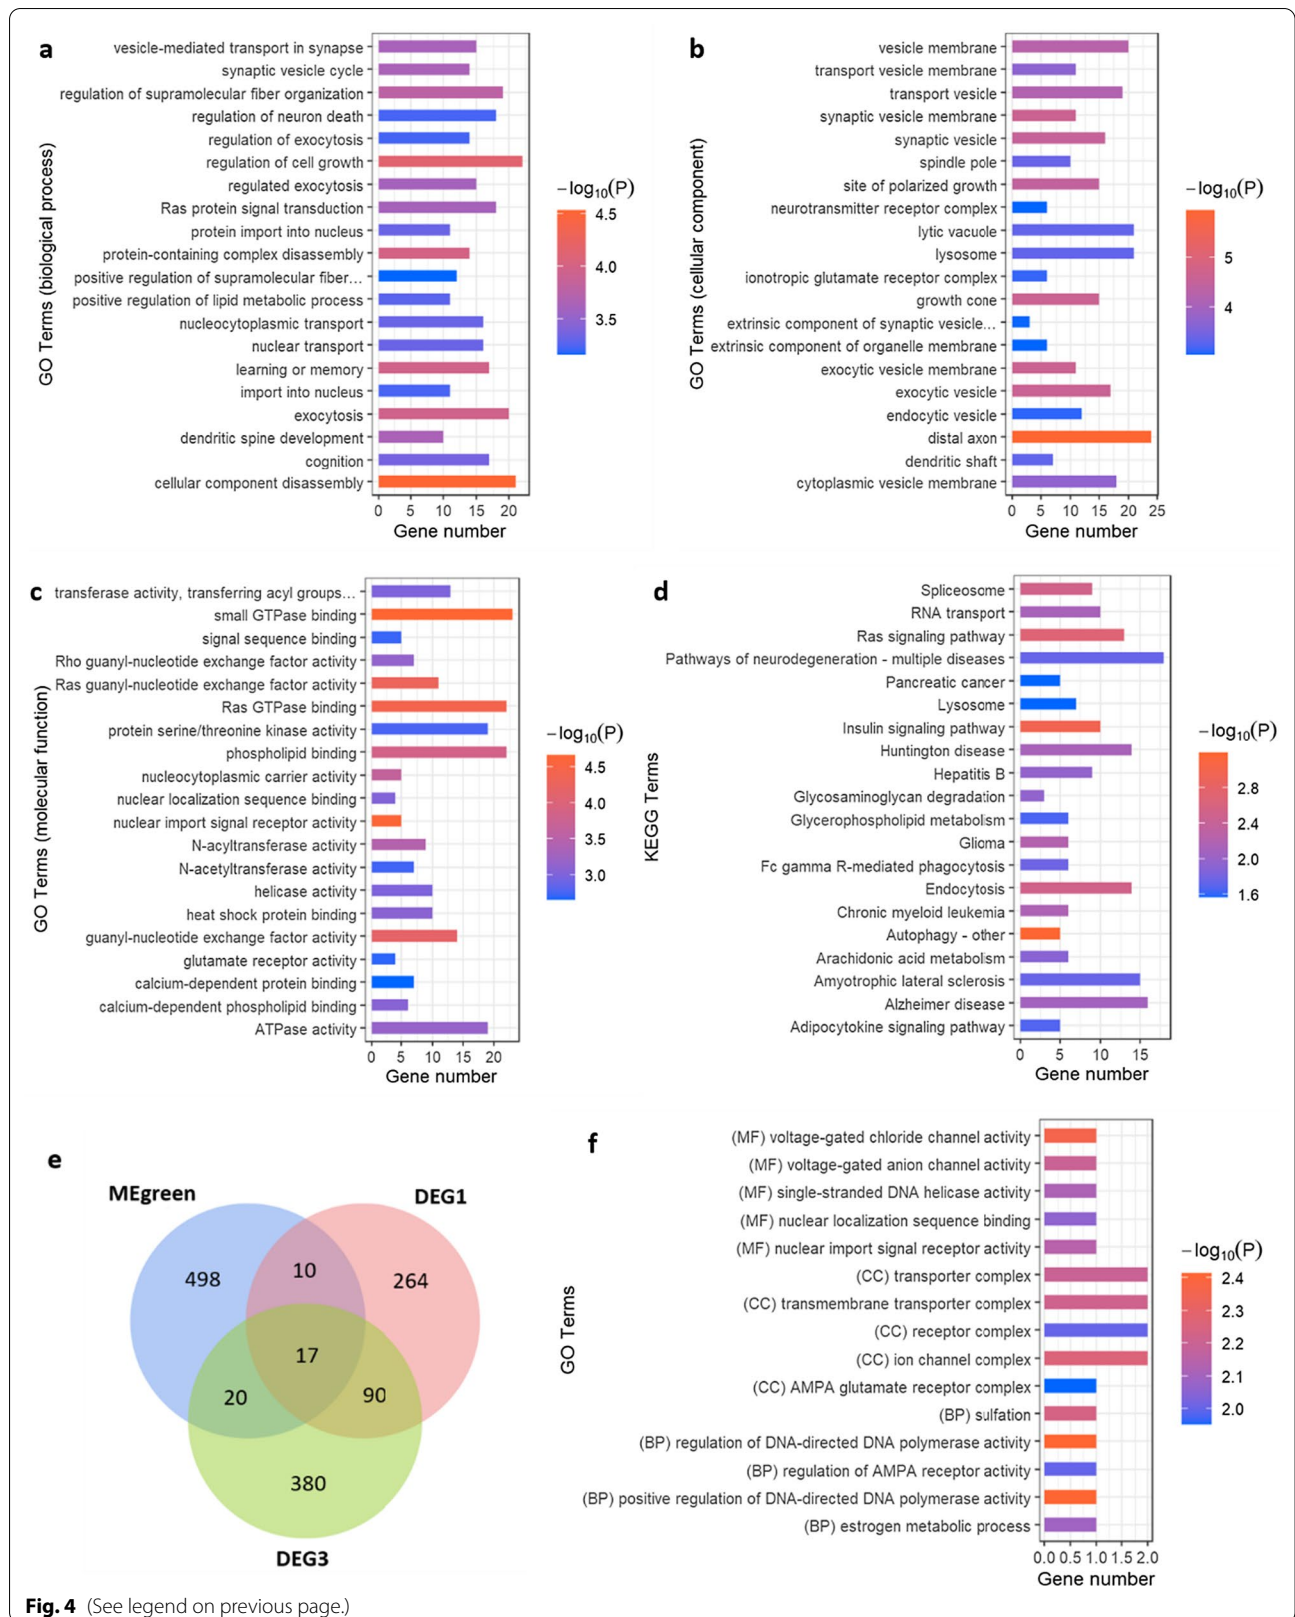 a
GO Terms (biological process)
vesicle-mediated transport in synapse
synaptic vesicle cycle
regulation of supramolecular fiber organization
regulation of neuron death
regulation of exocytosis
regulation of cell growth
regulated exocytosis
Ras protein signal transduction
protein import into nucleus
protein-containing complex disassembly
positive regulation of supramolecular fiber...
positive regulation of lipid metabolic process
nucleocytoplasmic transport
nuclear transport
learning or memory
import into nucleus
exocytosis
dendritic spine development
cognition
cellular component disassembly
0 5 10 15 20
Gene number
−log10(P)
4.5
4.0
3.5
b
GO Terms (cellular component)
vesicle membrane
transport vesicle membrane
transport vesicle
synaptic vesicle membrane
synaptic vesicle
spindle pole
site of polarized growth
neurotransmitter receptor complex
lytic vacuole
lysosome
ionotropic glutamate receptor complex
growth cone
extrinsic component of synaptic vesicle...
extrinsic component of organelle membrane
exocytic vesicle membrane
exocytic vesicle
endocytic vesicle
distal axon
dendritic shaft
cytoplasmic vesicle membrane
0 5 10 15 20 25
Gene number
−log10(P)
5
4
c
GO Terms (molecular function)
transferase activity, transferring acyl groups...
small GTPase binding
signal sequence binding
Rho guanyl-nucleotide exchange factor activity
Ras guanyl-nucleotide exchange factor activity
Ras GTPase binding
protein serine/threonine kinase activity
phospholipid binding
nucleocytoplasmic carrier activity
nuclear localization sequence binding
nuclear import signal receptor activity
N-acyltransferase activity
N-acetyltransferase activity
helicase activity
heat shock protein binding
guanyl-nucleotide exchange factor activity
glutamate receptor activity
calcium-dependent protein binding
calcium-dependent phospholipid binding
ATPase activity
0 5 10 15 20
Gene number
−log10(P)
4.5
4.0
3.5
3.0
d
KEGG Terms
Spliceosome
RNA transport
Ras signaling pathway
Pathways of neurodegeneration - multiple diseases
Pancreatic cancer
Lysosome
Insulin signaling pathway
Huntington disease
Hepatitis B
Glycosaminoglycan degradation
Glycerophospholipid metabolism
Glioma
Fc gamma R-mediated phagocytosis
Endocytosis
Chronic myeloid leukemia
Autophagy - other
Arachidonic acid metabolism
Amyotrophic lateral sclerosis
Alzheimer disease
Adipocytokine signaling pathway
0 5 10 15
Gene number
−log10(P)
2.8
2.4
2.0
1.6
e
MEgreen
DEG1
498
10
264
17
20
90
380
DEG3
f
GO Terms
(MF) voltage-gated chloride channel activity
(MF) voltage-gated anion channel activity
(MF) single-stranded DNA helicase activity
(MF) nuclear localization sequence binding
(MF) nuclear import signal receptor activity
(CC) transporter complex
(CC) transmembrane transporter complex
(CC) receptor complex
(CC) ion channel complex
(CC) AMPA glutamate receptor complex
(BP) sulfation
(BP) regulation of DNA-directed DNA polymerase activity
(BP) regulation of AMPA receptor activity
(BP) positive regulation of DNA-directed DNA polymerase activity
(BP) estrogen metabolic process
0.0 0.5 1.0 1.5 2.0
Gene number
−log10(P)
2.4
2.3
2.2
2.1
2.0
Fig. 4 (See legend on previous page.)